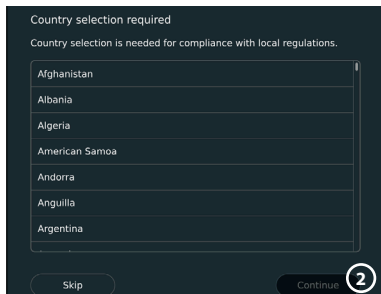 Country selection required
Country selection is needed for compliance with local regulations.
Afghanistan
Albania
Algeria
American Samoa
Andorra
Anguilla
Argentina
Skip
Continue
2